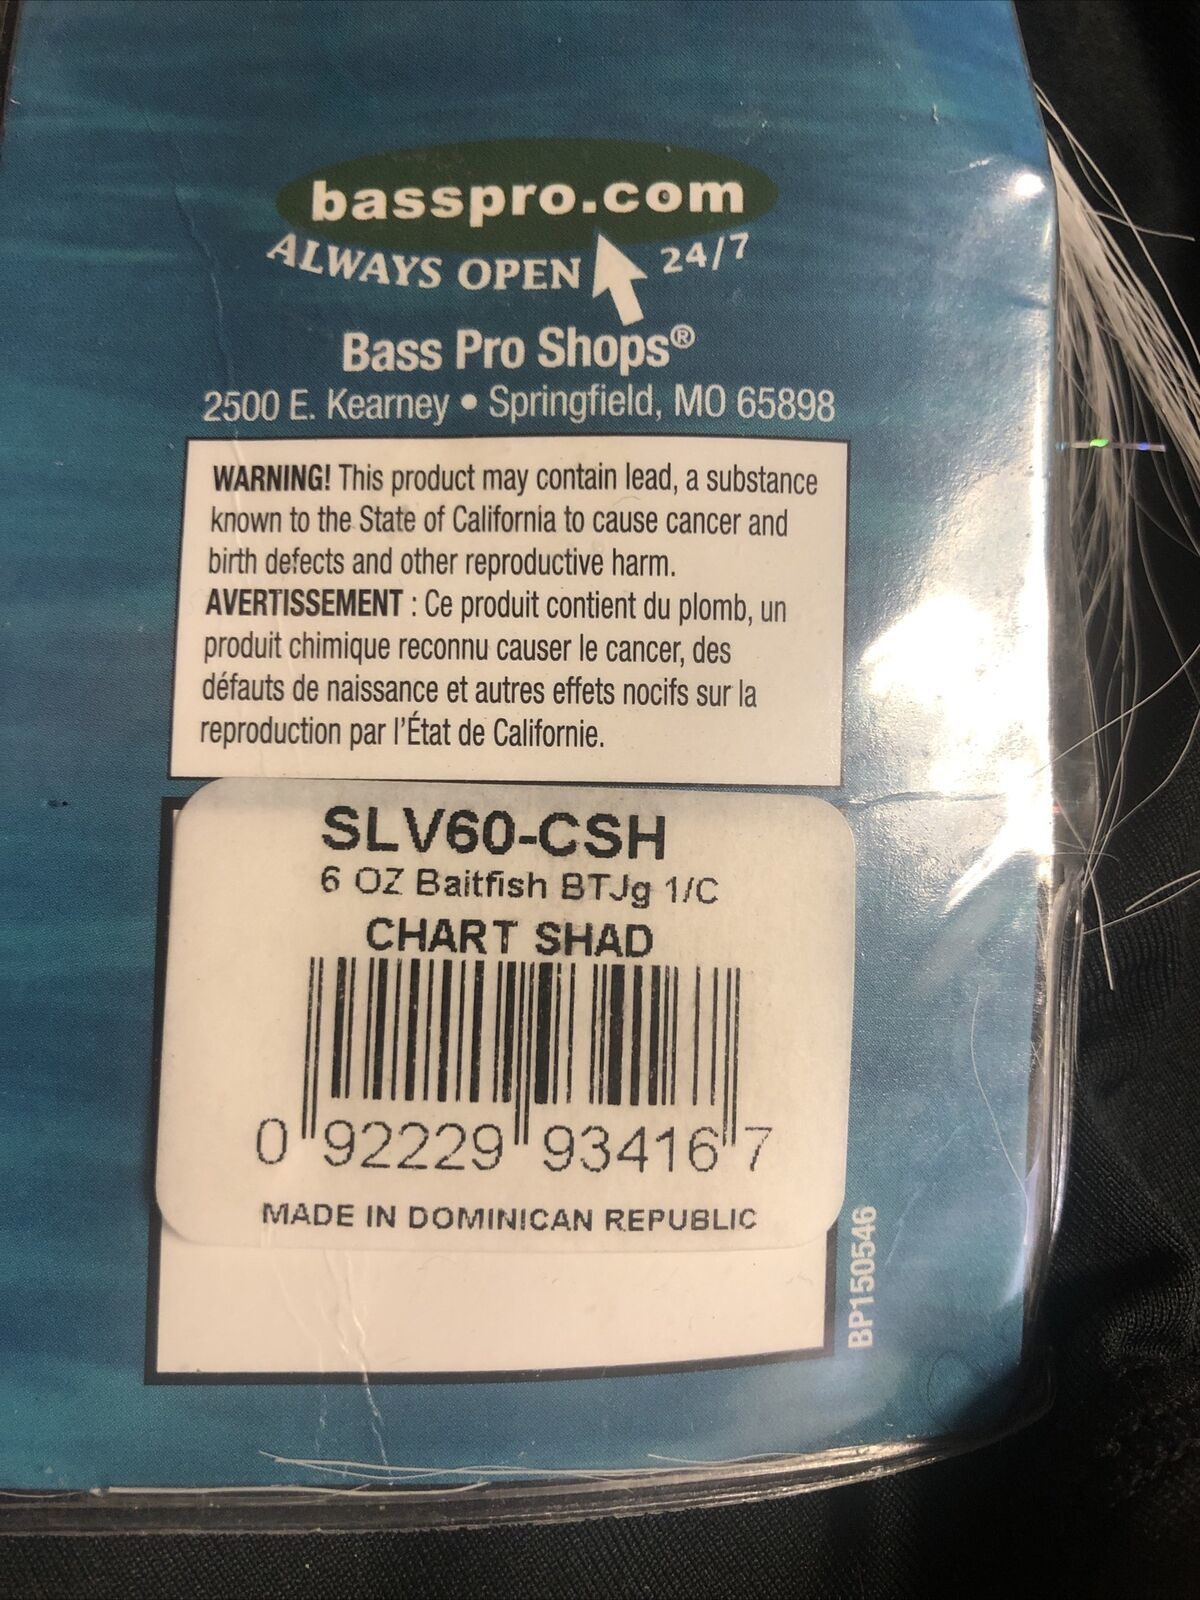 basspro.com
ALWAYS OPEN 24/7
Bass Pro Shops®
2500 E. Kearney • Springfield, MO 65898
WARNING! This product may contain lead, a substance
known to the State of California to cause cancer and
birth defects and other reproductive harm.
AVERTISSEMENT : Ce produit contient du plomb, un
produit chimique reconnu causer le cancer, des
défauts de naissance et autres effets nocifs sur la
reproduction par l'État de Californie.
SLV60-CSH
6 OZ Baitfish BTJg 1/C
CHART SHAD
0 92229 93416 7
MADE IN DOMINICAN REPUBLIC
BP150546